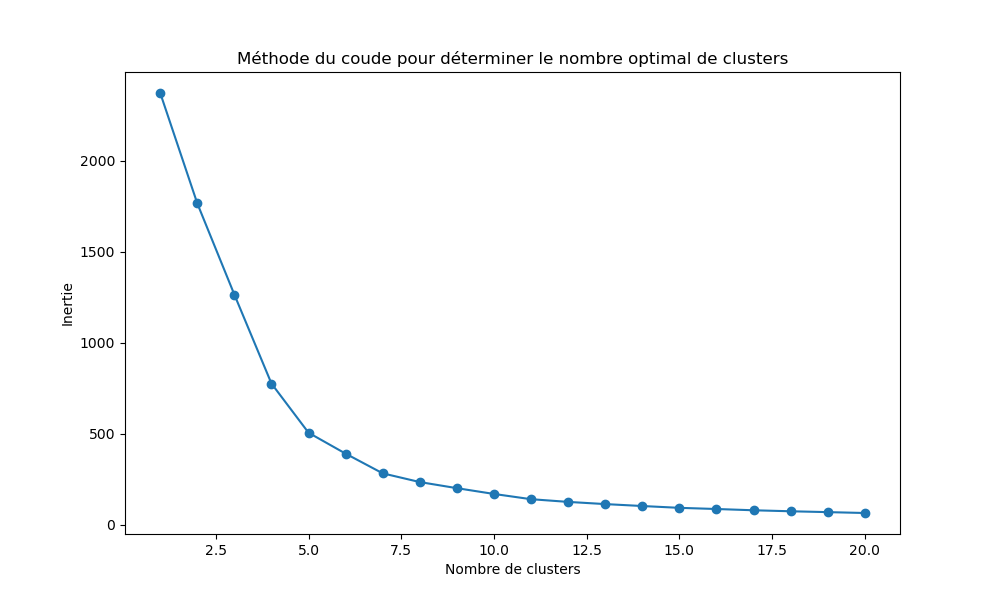 Méthode du coude pour déterminer le nombre optimal de clusters
2000
1500
1000
500
0
Inertie
2.5 5.0 7.5 10.0 12.5 15.0 17.5 20.0
Nombre de clusters